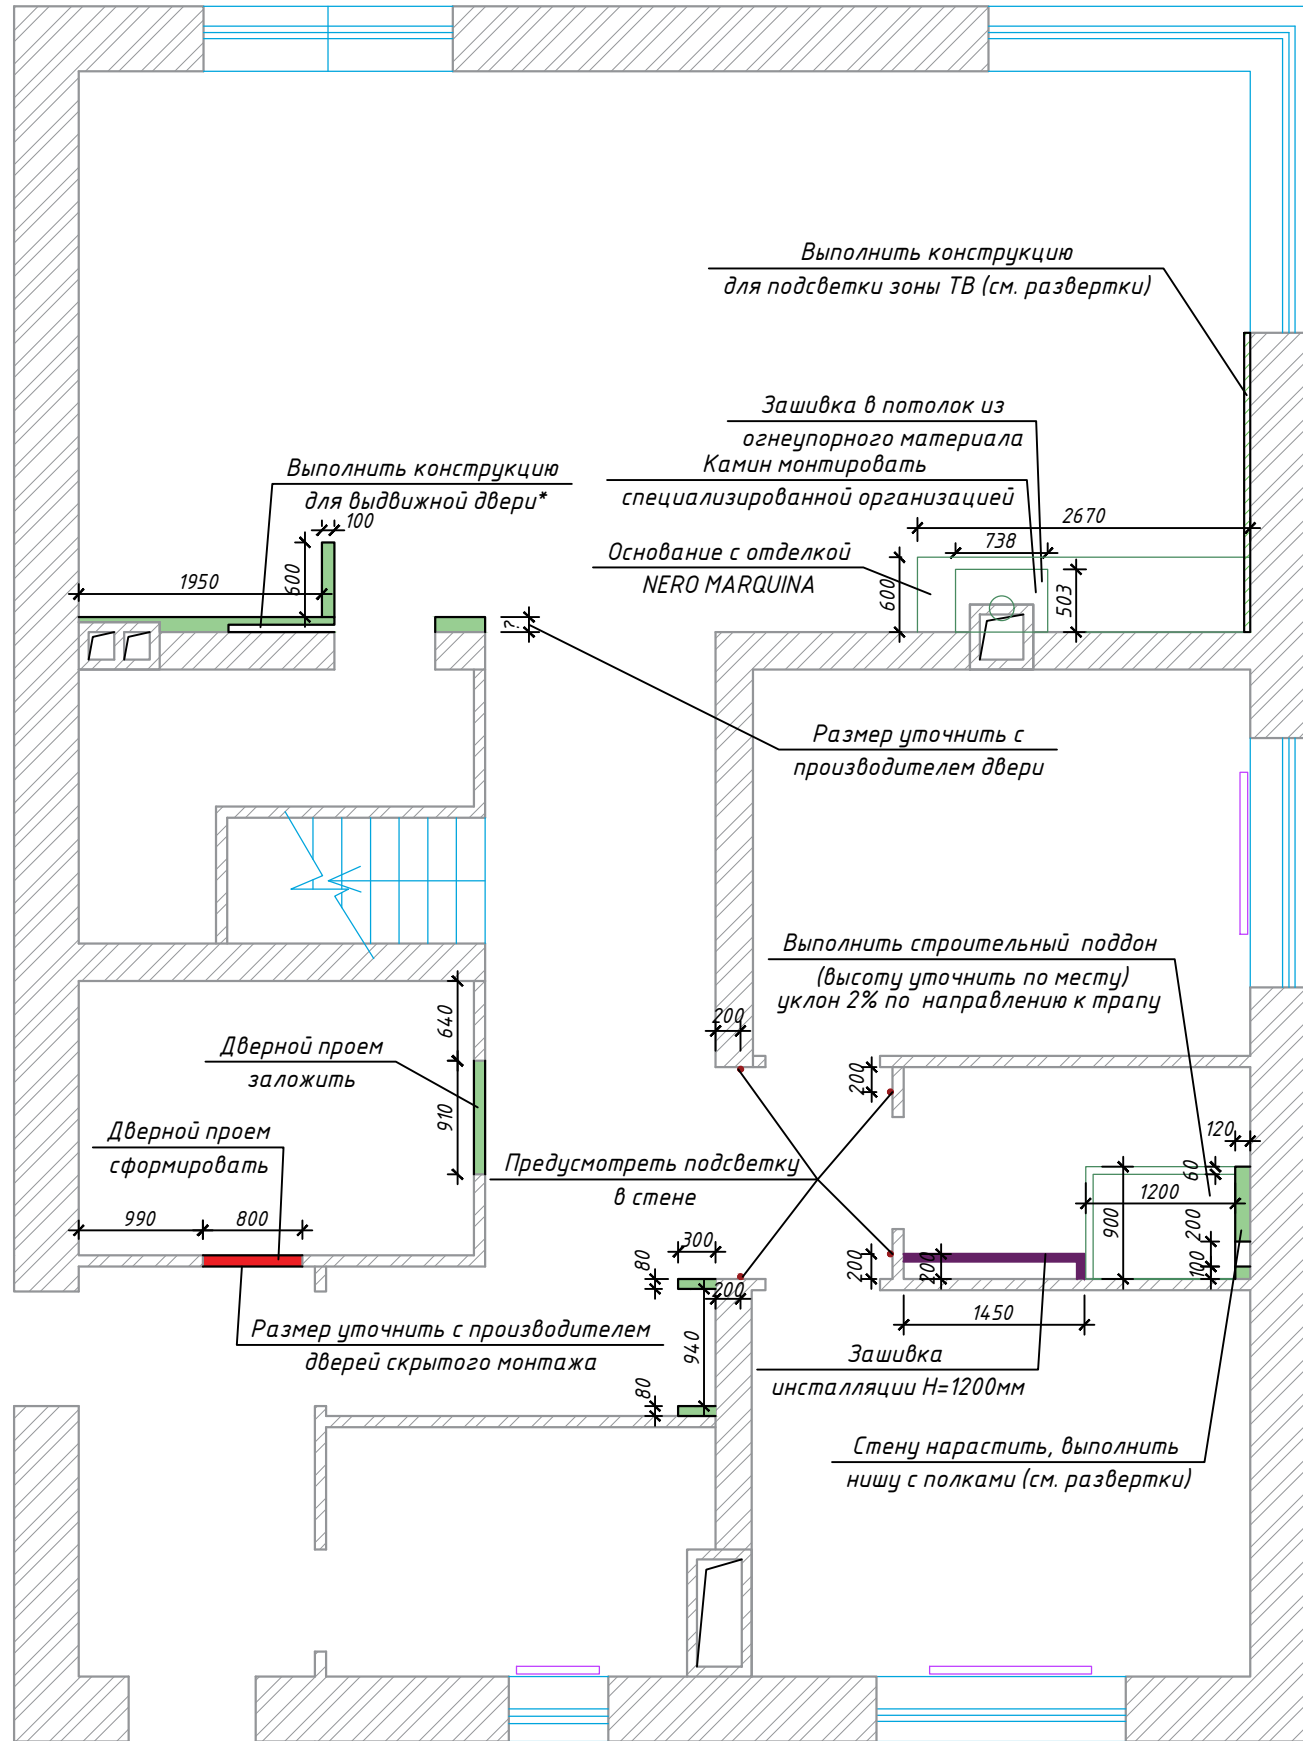 Выполнить конструкцию
для подсветки зоны ТВ (см. развертки)
Зашивка в потолок из
огнеупорного материала
Камин монтировать
специализированной организацией
Выполнить конструкцию
для выдвижной двери*
100
2670
738
Основание с отделкой
NERO MARQUINA
1950
600
600
503
?
Размер уточнить с
производителем двери
Выполнить строительный поддон
(высоту уточнить по месту)
уклон 2% по направлению к трапу
640
200
Дверной проем
заложить
200
910
Дверной проем
сформировать
120
Предусмотреть подсветку
в стене
60
1200
990
800
900
200
300
80
200
200
100
200
1450
Размер уточнить с производителем
дверей скрытого монтажа
940
Зашивка
инсталляции H=1200мм
80
Стену нарастить, выполнить
нишу с полками (см. развертки)